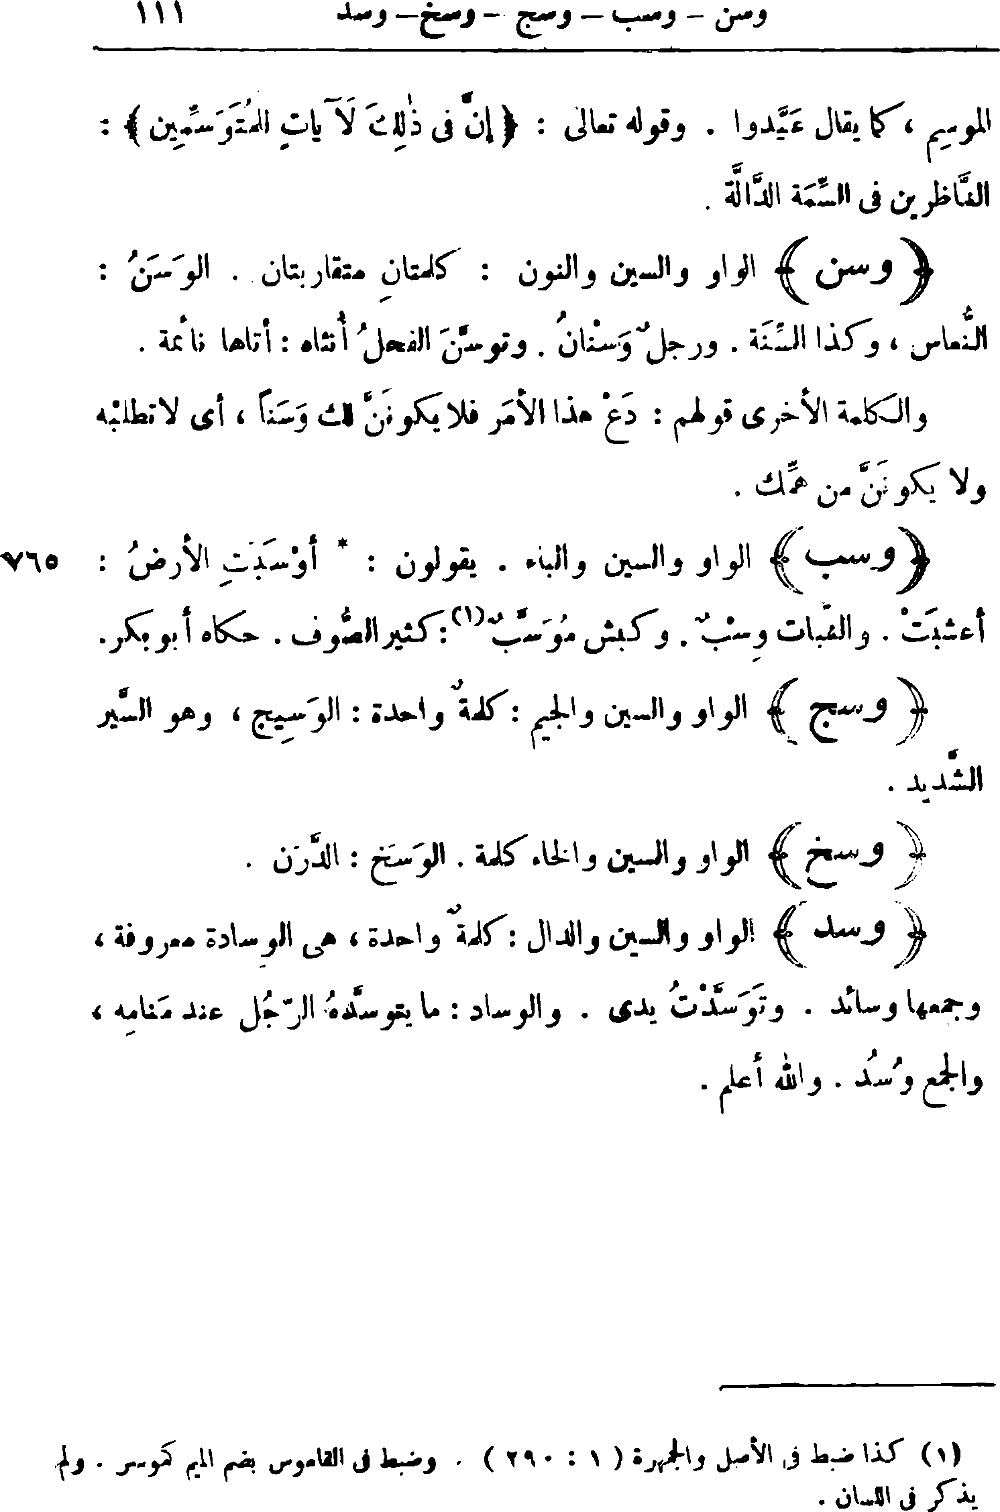 وسن – وسب – وسج – وسخ – وسد ١١١
الموسِم ، كما يقال عَيَّدوا . وقوله تعالى : ﴿ إنَّ فى ذٰلِكَ لَآياتٍ لِلمُتَوَسِّمِين ﴾ :
النَّاظرين فى السِّمَة الدَّالَّة .
﴿ وسن ﴾ الواو والسين والنون : كلمتانِ متقاربتان . الوَسَنُ :
النُّعاس ، وكذا السِّنَة . ورجلٌ وَسْنانُ . وتوسَّنَ الفحلُ أُنثاه : أتاها نائمة .
والكلمة الأخرى قولهم : دَعْ هذا الأمرَ فلا يكونَنَّ لك وَسَناً ، أى لا تطلبْه
ولا يكونَنَّ من همِّك .
﴿ وسب ﴾ الواو والسين والباء . يقولون : * أوْسَبَتِ الأرضُ : ٧٦٥
أعشبَتْ . والنَّبات وِسْبٌ . وكبش مُوَسَّبٌ(١) : كثير الصُّوف . حكاه أبو بكر .
﴿ وسج ﴾ الواو والسين والجيم : كلمةٌ واحدة : الوَسِيج ، وهو السَّير
الشَّديد .
﴿ وسخ ﴾ الواو والسين والخاء كلمة . الوَسَخ : الدَّرَن .
﴿ وسد ﴾ الواو والسين والدال : كلمةٌ واحدة ، هى الوِسادة معروفة ،
وجمعها وسائد . وتَوَسَّدْتُ يدى . والوساد : ما يتوسَّدهُ الرّجُل عند مَنامِه ،
والجمع وُسُد . والله أعلم .
(١) كذا ضبط فى الأصل والجمهرة ( ١ : ٢٩٠ ) . وضبط فى القاموس بضم الميم كموسر . ولم
يذكر فى اللسان .